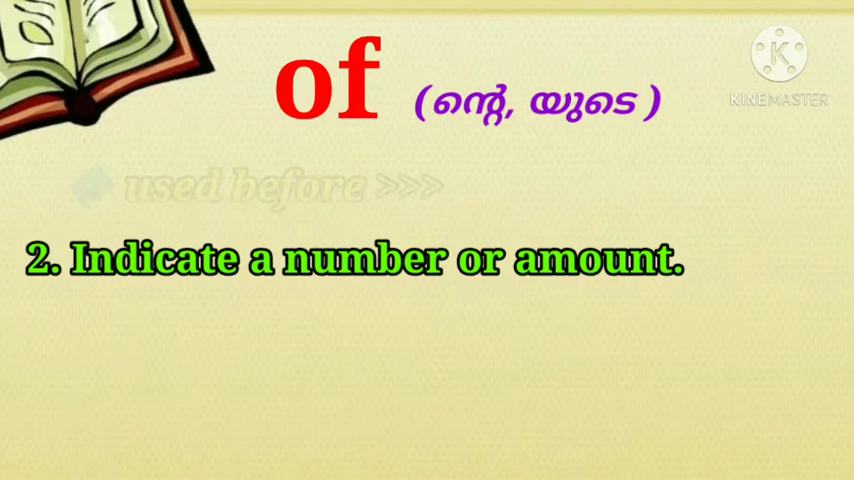 of (ന്റെ, യുടെ )
KINEMASTER
used before >>>
2. Indicate a number or amount.